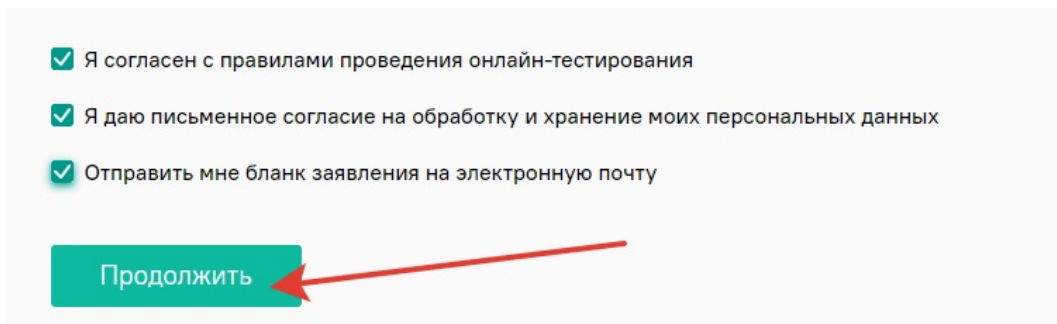 Я согласен с правилами проведения онлайн-тестирования
Я даю письменное согласие на обработку и хранение моих персональных данных
Отправить мне бланк заявления на электронную почту
Продолжить